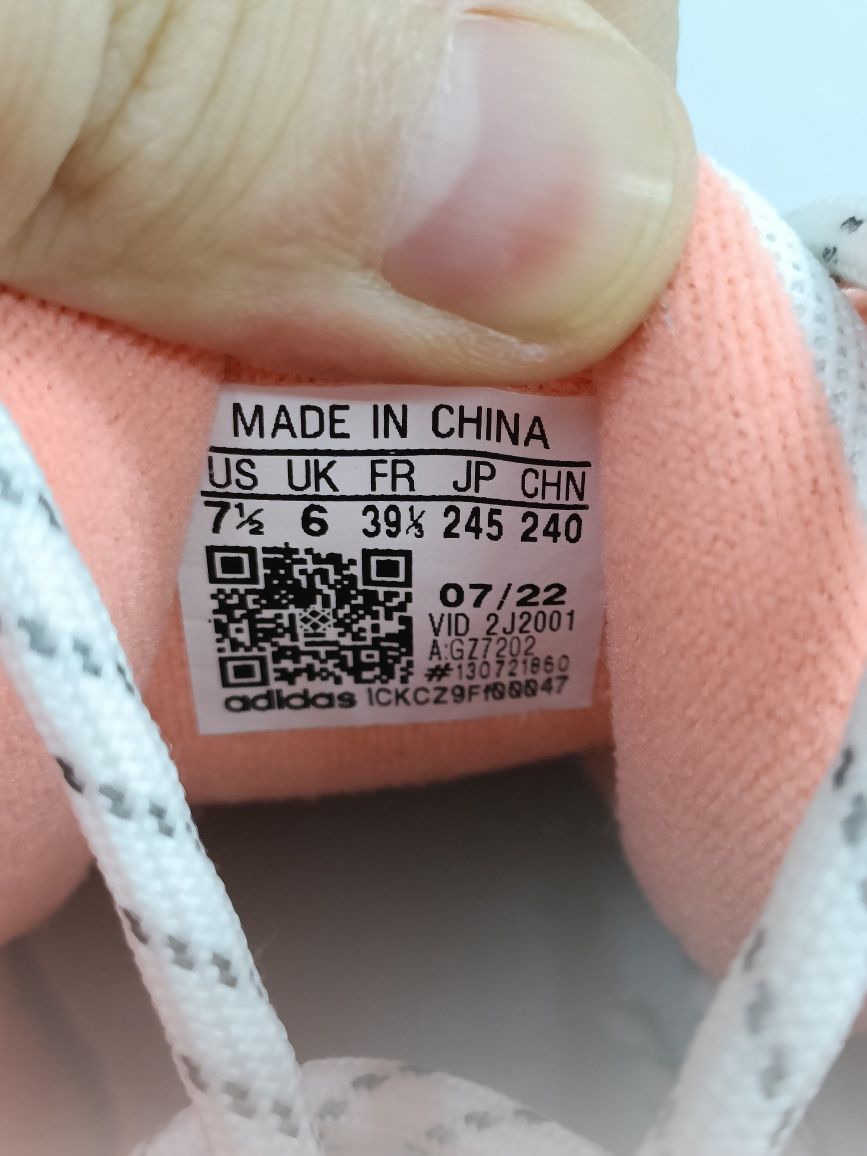 MADE IN CHINA
US UK FR JP CHN
7½ 6 39⅓ 245 240
07/22
VID 2J2001
A:GZ7202
#130721860
adidas 1CKCZ9Ff00047